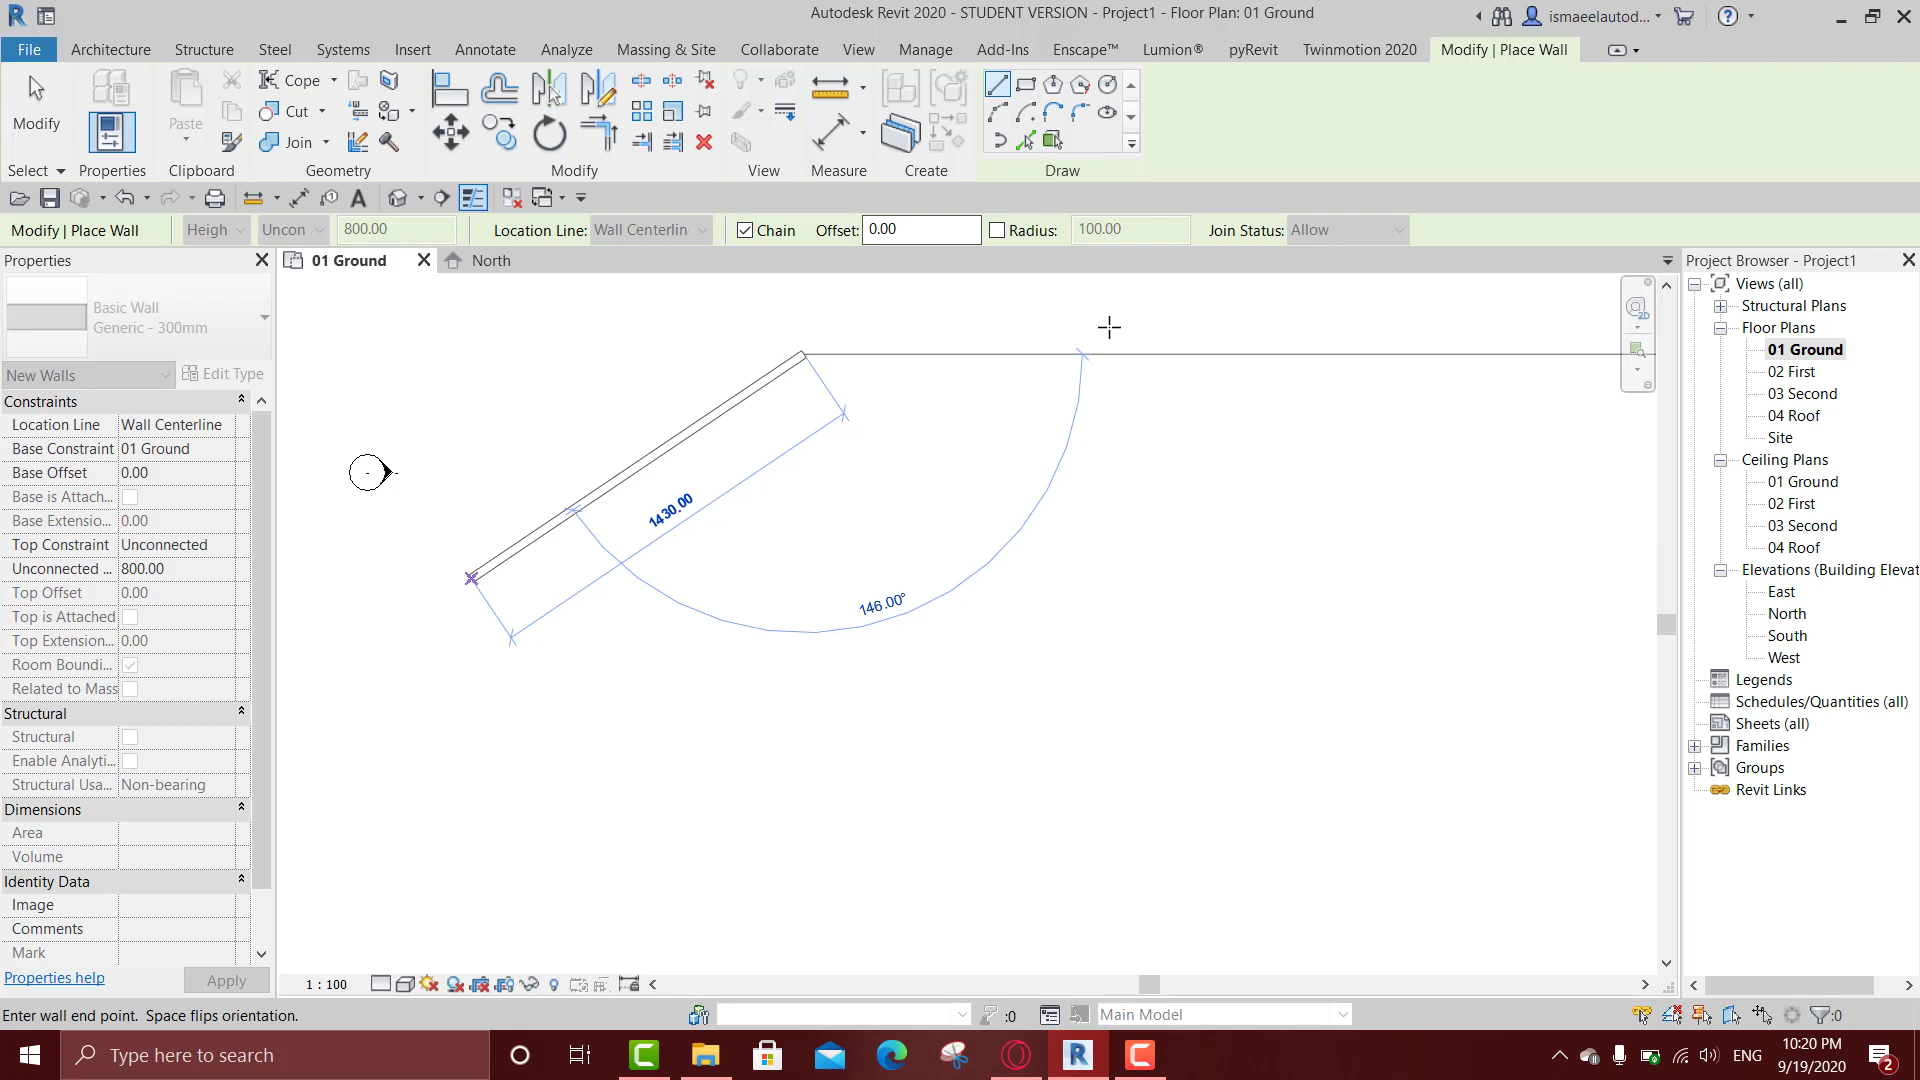 Autodesk Revit 2020 - STUDENT VERSION - Project1 - Floor Plan: 01 Ground
ismaeelautod...
File Architecture Structure Steel Systems Insert Annotate Analyze Massing & Site Collaborate View Manage Add-Ins Enscape™ Lumion® pyRevit Twinmotion 2020 Modify | Place Wall
Modify
Paste
Cope
Cut
Join
Select Properties Clipboard Geometry Modify View Measure Create Draw
Modify | Place Wall Heigh Uncon 800.00 Location Line: Wall Centerlin Chain Offset: 0.00 Radius: 100.00 Join Status: Allow
Properties
Basic Wall
Generic - 300mm
New Walls Edit Type
Constraints
Location Line Wall Centerline
Base Constraint 01 Ground
Base Offset 0.00
Base is Attach...
Base Extensio... 0.00
Top Constraint Unconnected
Unconnected ... 800.00
Top Offset 0.00
Top is Attached
Top Extension... 0.00
Room Boundi...
Related to Mass
Structural
Structural
Enable Analyti...
Structural Usa... Non-bearing
Dimensions
Area
Volume
Identity Data
Image
Comments
Mark
Properties help Apply
01 Ground North
2D
1430.00
146.00°
1 : 100
Project Browser - Project1
Views (all)
Structural Plans
Floor Plans
01 Ground
02 First
03 Second
04 Roof
Site
Ceiling Plans
01 Ground
02 First
03 Second
04 Roof
Elevations (Building Elevat
East
North
South
West
Legends
Schedules/Quantities (all)
Sheets (all)
Families
Groups
Revit Links
Enter wall end point. Space flips orientation.
:0
Main Model
:0
Type here to search
ENG
10:20 PM
9/19/2020
2